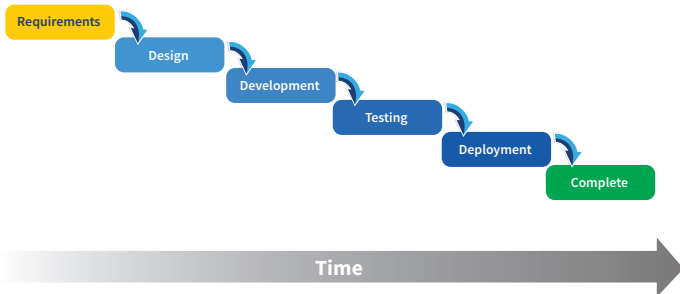 Requirements
Design
Development
Testing
Deployment
Complete
Time